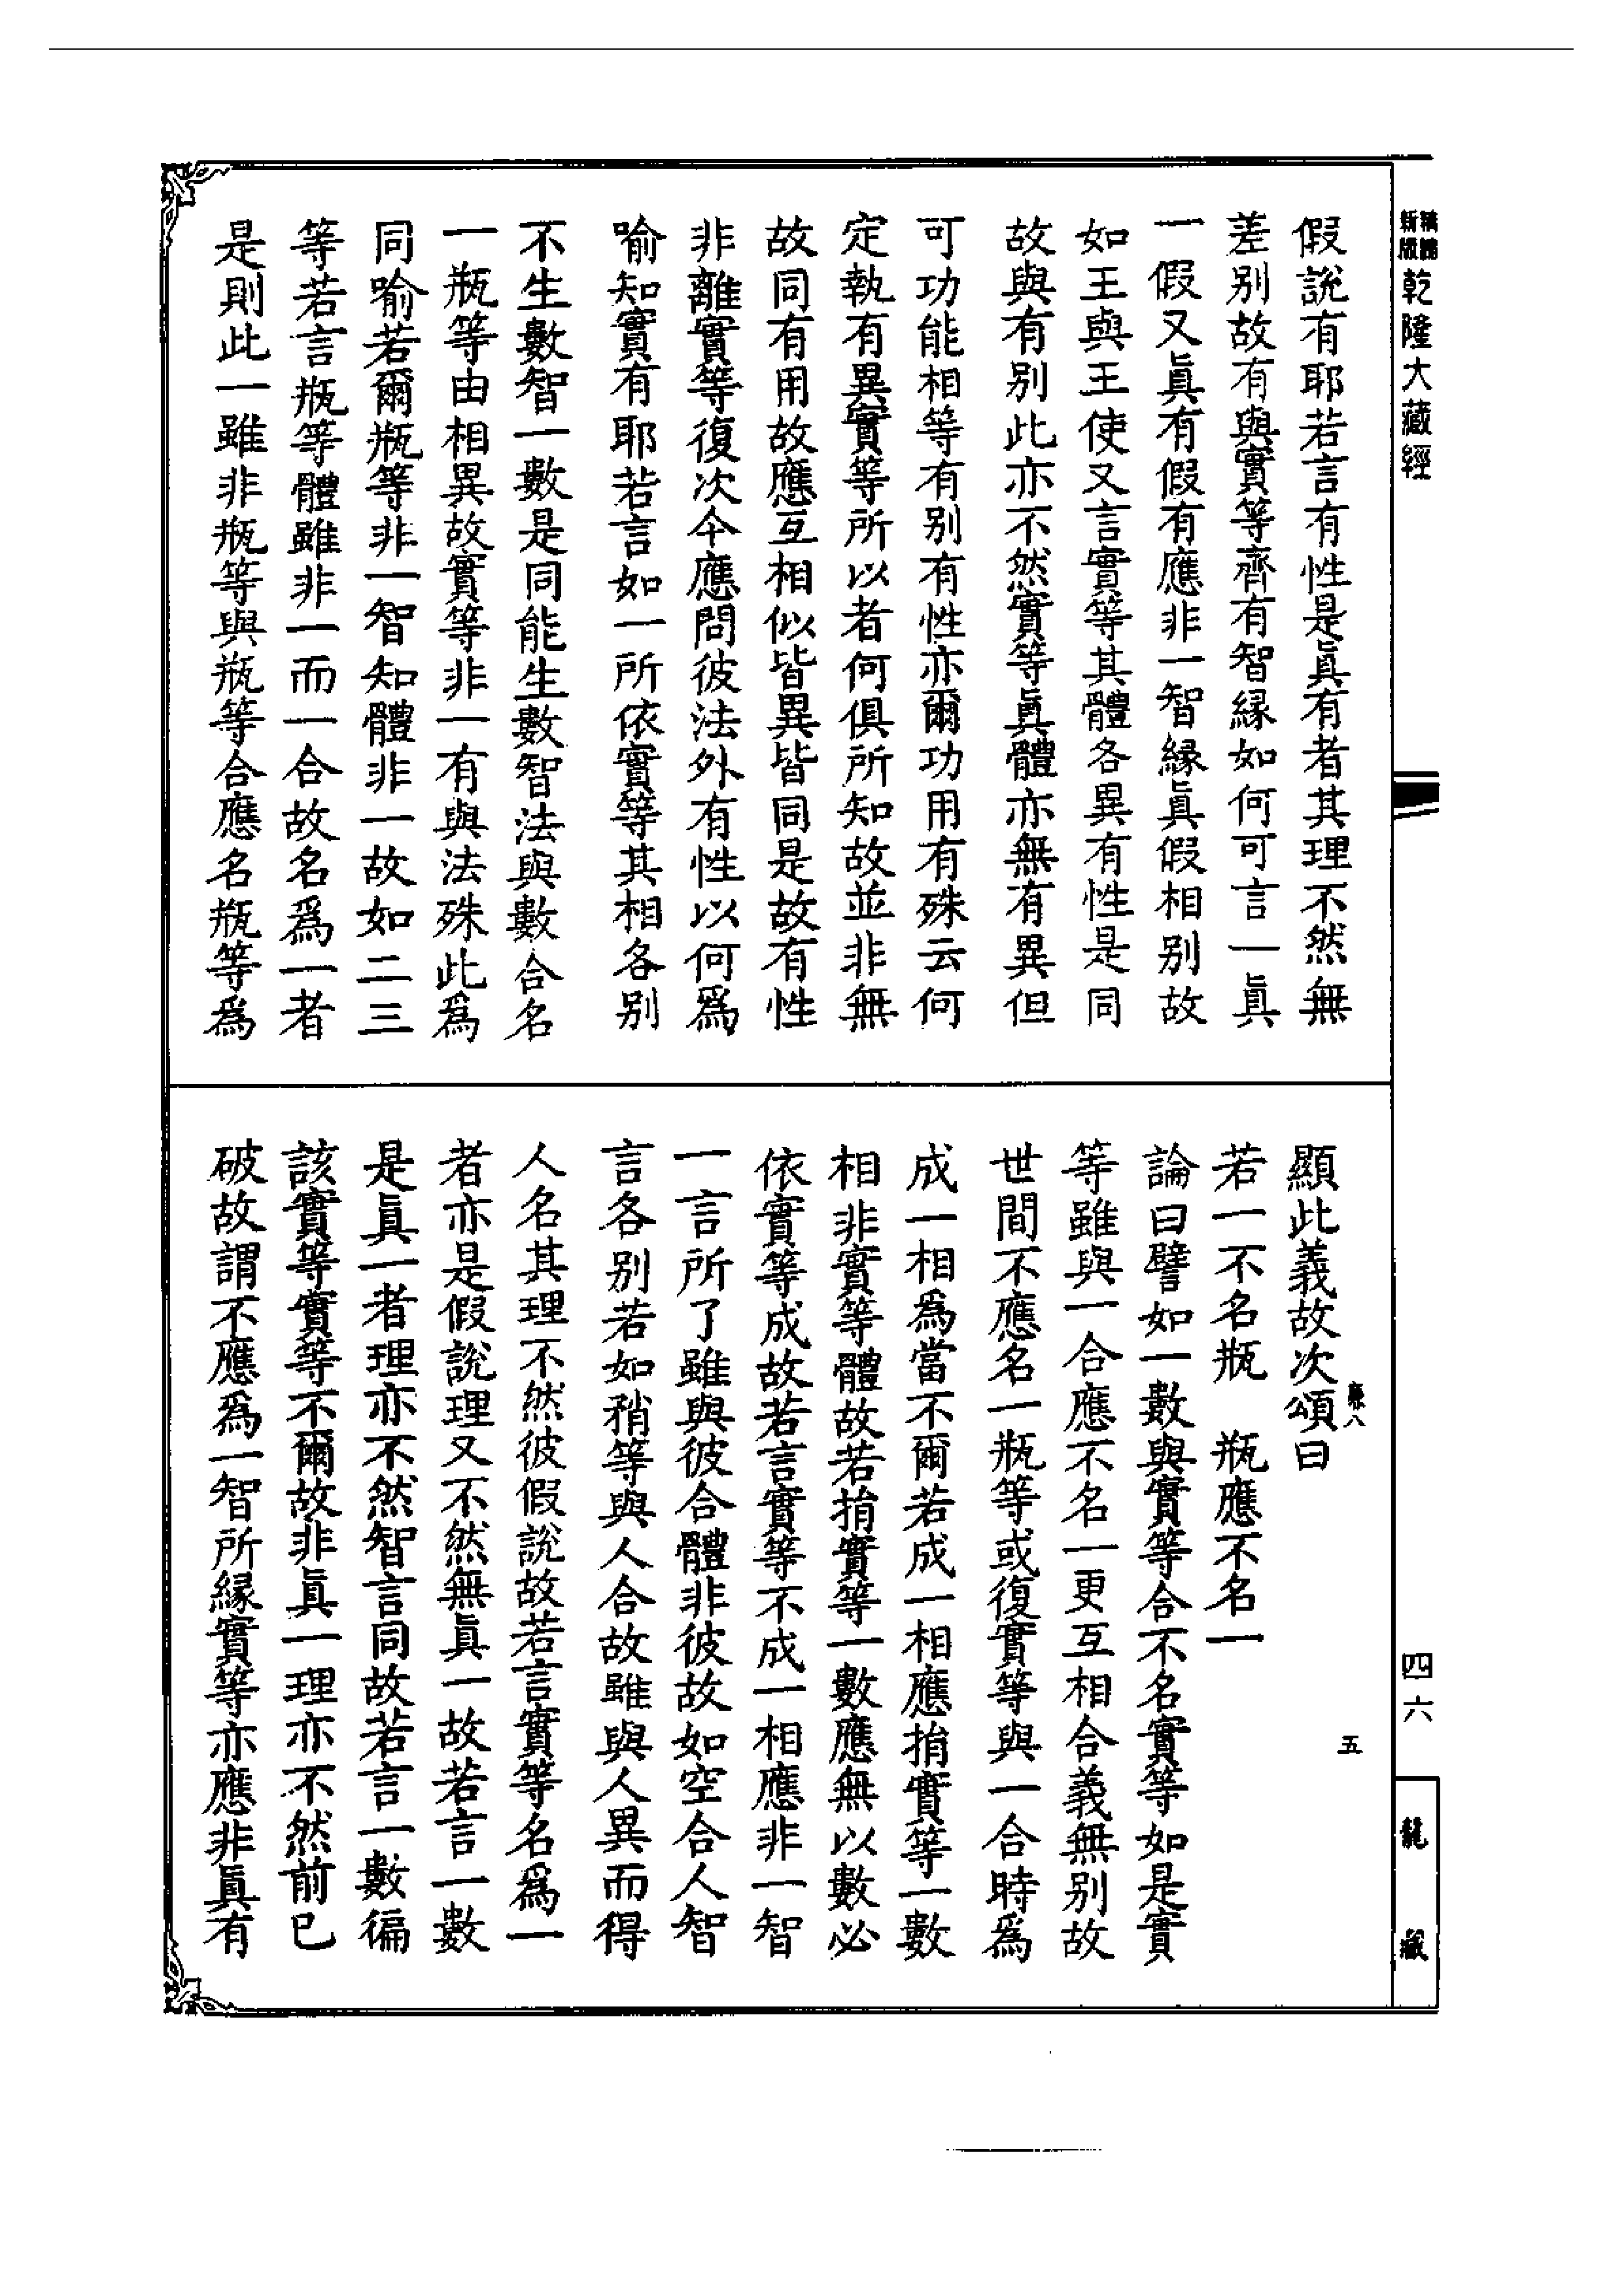 新版 精譜 乾隆大藏經
四六
龍藏
假說有耶若言有性是眞有者其理不然無
差別故有與實等齊有智緣如何可言一眞
一假又眞有假有應非一智緣眞假相別故
如王與王使又言實等其體各異有性是同
故與有別此亦不然實等眞體亦無有異但
可功能相等有別有性亦爾功用有殊云何
定執有異實等所以者何俱所知故並非無
故同有用故應互相似皆異皆同是故有性
非離實等復次今應問彼法外有性以何爲
喻知實有耶若言如一所依實等其相各別
不生數智一數是同能生數智法與數合名
一瓶等由相異故實等非一有與法殊此爲
同喻若爾瓶等非一智知體非一故如二三
等若言瓶等體雖非一而一合故名爲一者
是則此一雖非瓶等與瓶等合應名瓶等爲
顯此義故次頌曰
若一不名瓶　瓶應不名一
論曰譬如一數與實等合不名實等如是實
等雖與一合應不名一更互相合義無別故
世間不應名一瓶等或復實等與一合時爲
成一相爲當不爾若成一相應捐實等一數
相非實等體故若捐實等一數應無以數必
依實等成故若言實等不成一相應非一智
一言所了雖與彼合體非彼故如空合人智
言各別若如稍等與人合故雖與人異而得
人名其理不然彼假說故若言實等名爲一
者亦是假說理又不然無眞一故若言一數
是眞一者理亦不然智言同故若言一數徧
該實等實等不爾故非眞一理亦不然前已
破故謂不應爲一智所緣實等亦應非眞有
五